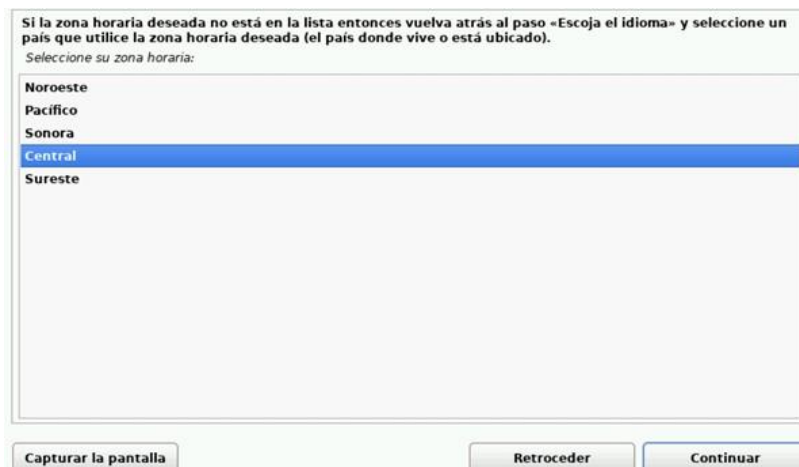 Si la zona horaria deseada no está en la lista entonces vuelva atrás al paso «Escoja el idioma» y seleccione un
país que utilice la zona horaria deseada (el país donde vive o está ubicado).
Seleccione su zona horaria:
Noroeste
Pacífico
Sonora
Central
Sureste
Capturar la pantalla
Retroceder
Continuar